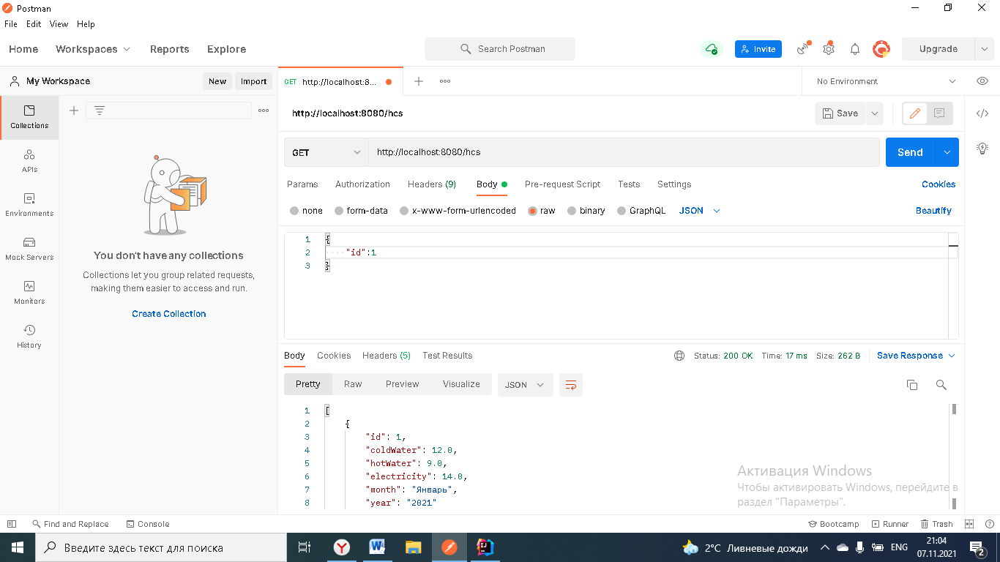 Postman
File Edit View Help
Home Workspaces Reports Explore Search Postman Invite Upgrade
My Workspace New Import GET http://localhost:8... No Environment
http://localhost:8080/hcs Save
GET http://localhost:8080/hcs Send
Params Authorization Headers (9) Body Pre-request Script Tests Settings Cookies
none form-data x-www-form-urlencoded raw binary GraphQL JSON Beautify
1 {
2 "id":1
3 }
Collections
APIs
Environments
Mock Servers
Monitors
History
You don't have any collections
Collections let you group related requests,
making them easier to access and run.
Create Collection
Body Cookies Headers (5) Test Results Status: 200 OK Time: 17 ms Size: 262 B Save Response
Pretty Raw Preview Visualize JSON
1 [
2 {
3 "id": 1,
4 "coldWater": 12.0,
5 "hotWater": 9.0,
6 "electricity": 14.0,
7 "month": "Январь",
8 "year": "2021"
Активация Windows
Чтобы активировать Windows, перейдите в
раздел "Параметры".
Find and Replace Console Bootcamp Runner Trash
Введите здесь текст для поиска 2°C Ливневые дожди ENG 21:04
07.11.2021 2